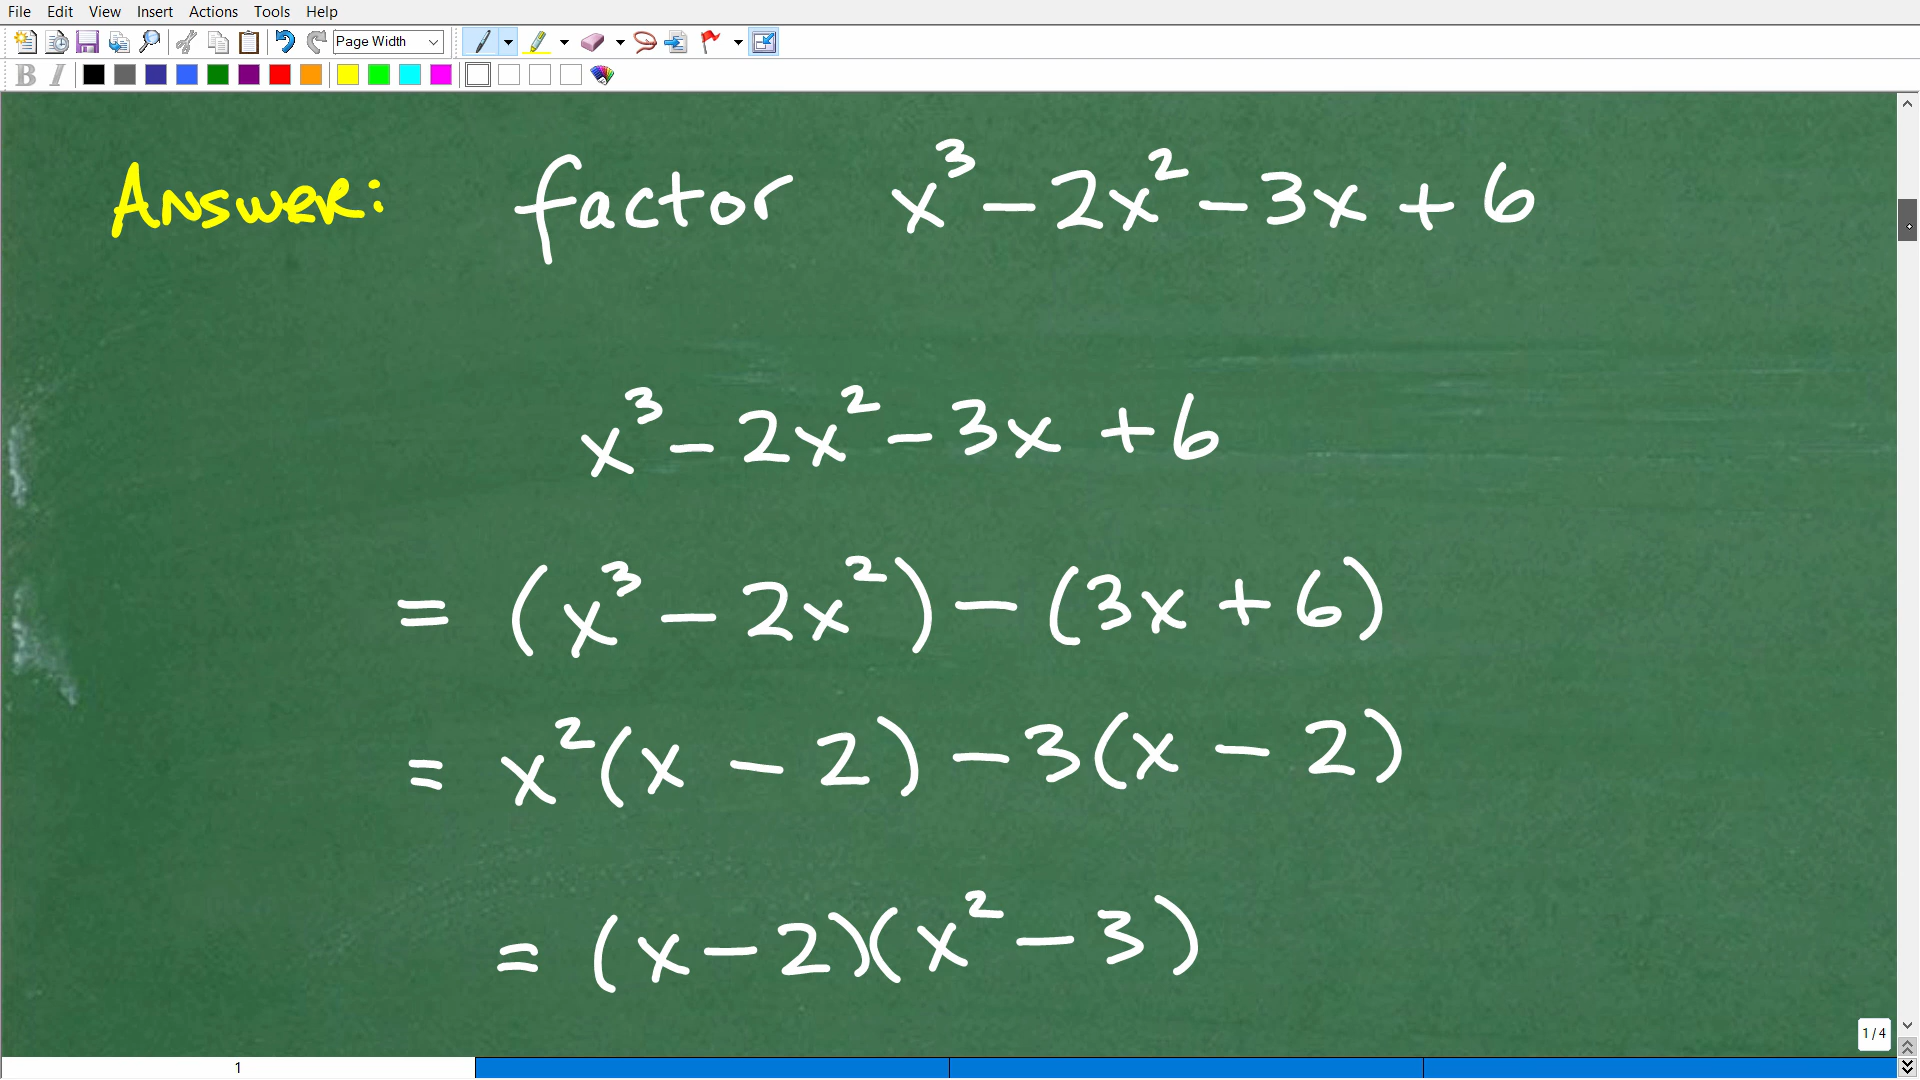 File Edit View Insert Actions Tools Help
Page Width
B I
Answer: factor x³ − 2x² − 3x + 6
x³ − 2x² − 3x + 6
= (x³ − 2x²) − (3x + 6)
= x²(x − 2) − 3(x − 2)
= (x − 2)(x² − 3)
1/4
1